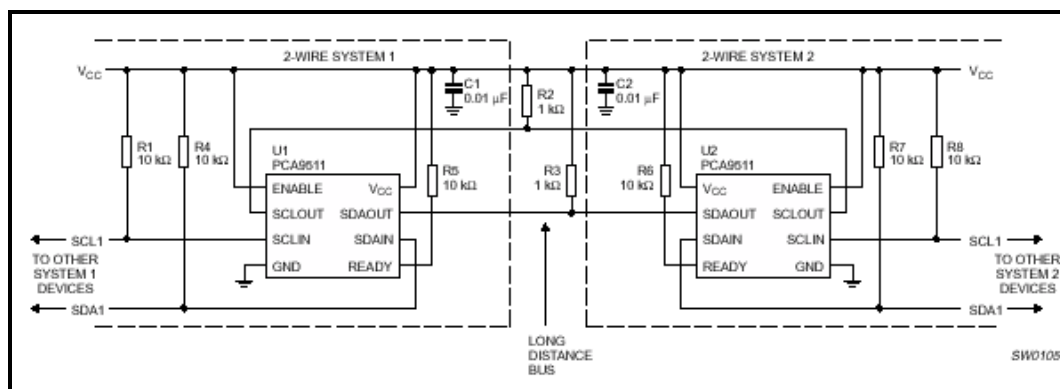 2-WIRE SYSTEM 1
2-WIRE SYSTEM 2
VCC
VCC
C1
0.01 µF
R2
1 kΩ
C2
0.01 µF
R1
10 kΩ
R4
10 kΩ
U1
PCA9511
R5
10 kΩ
R3
1 kΩ
R6
10 kΩ
U2
PCA9511
R7
10 kΩ
R8
10 kΩ
ENABLE
VCC
SCLOUT
SDAOUT
SCLIN
SDAIN
GND
READY
VCC
ENABLE
SDAOUT
SCLOUT
SDAIN
SCLIN
READY
GND
SCL1
TO OTHER
SYSTEM 1
DEVICES
SDA1
SCL1
TO OTHER
SYSTEM 2
DEVICES
SDA1
LONG
DISTANCE
BUS